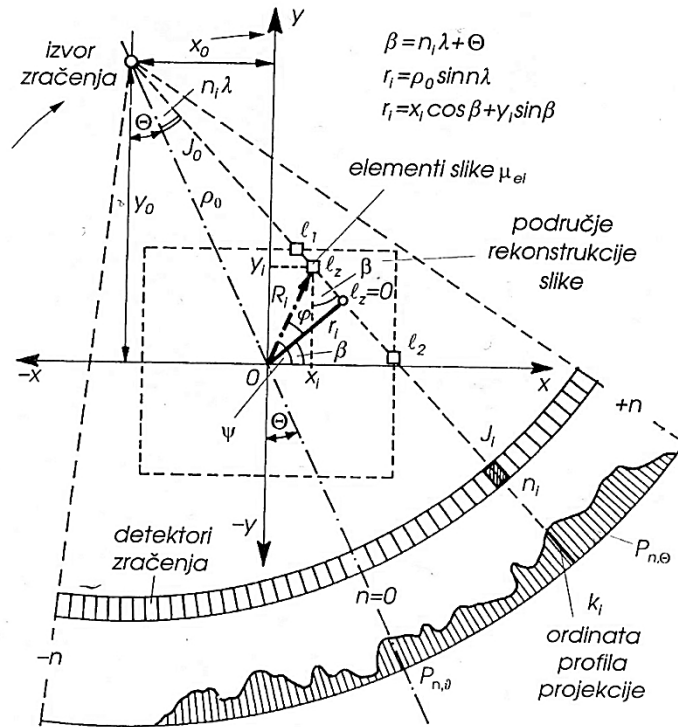 y
x₀
izvor
zračenja
nᵢλ
Θ
J₀
y₀
ρ₀
β = nᵢλ + Θ
rᵢ = ρ₀ sin nλ
rᵢ = xᵢ cos β + yᵢ sin β
elementi slike μₑₗ
područje
rekonstrukcije
slike
ℓ₁
yᵢ
ℓ_z
β
ℓ_z=0
Rᵢ
φ
rᵢ
β
ℓ₂
-x
0
xᵢ
x
ψ
Θ
+n
Jᵢ
nᵢ
-y
detektori
zračenja
n=0
P_n,Θ
kᵢ
ordinata
profila
projekcije
-n
P_n,ϑ